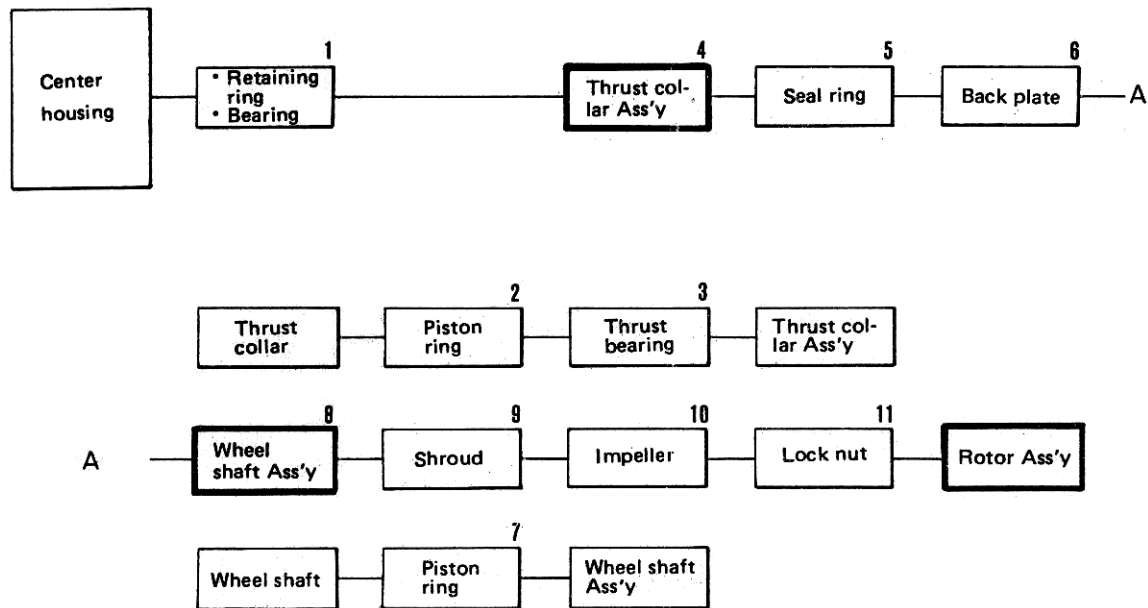 1
4
5
6
Center
housing
• Retaining
ring
• Bearing
Thrust col-
lar Ass'y
Seal ring
Back plate
A
2
3
Thrust
collar
Piston
ring
Thrust
bearing
Thrust col-
lar Ass'y
8
9
10
11
A
Wheel
shaft Ass'y
Shroud
Impeller
Lock nut
Rotor Ass'y
7
Wheel shaft
Piston
ring
Wheel shaft
Ass'y